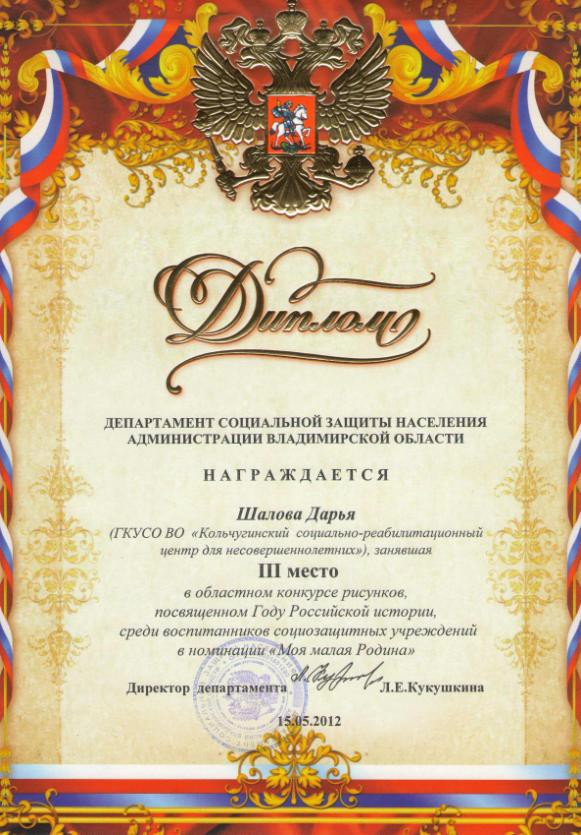 Диплом
ДЕПАРТАМЕНТ СОЦИАЛЬНОЙ ЗАЩИТЫ НАСЕЛЕНИЯ
АДМИНИСТРАЦИИ ВЛАДИМИРСКОЙ ОБЛАСТИ
НАГРАЖДАЕТСЯ
Шалова Дарья
(ГКУСО ВО «Кольчугинский социально-реабилитационный
центр для несовершеннолетних»), занявшая
III место
в областном конкурсе рисунков,
посвященном Году Российской истории,
среди воспитанников социозащитных учреждений
в номинации «Моя малая Родина»
Директор департамента Л.Е.Кукушкина
15.05.2012